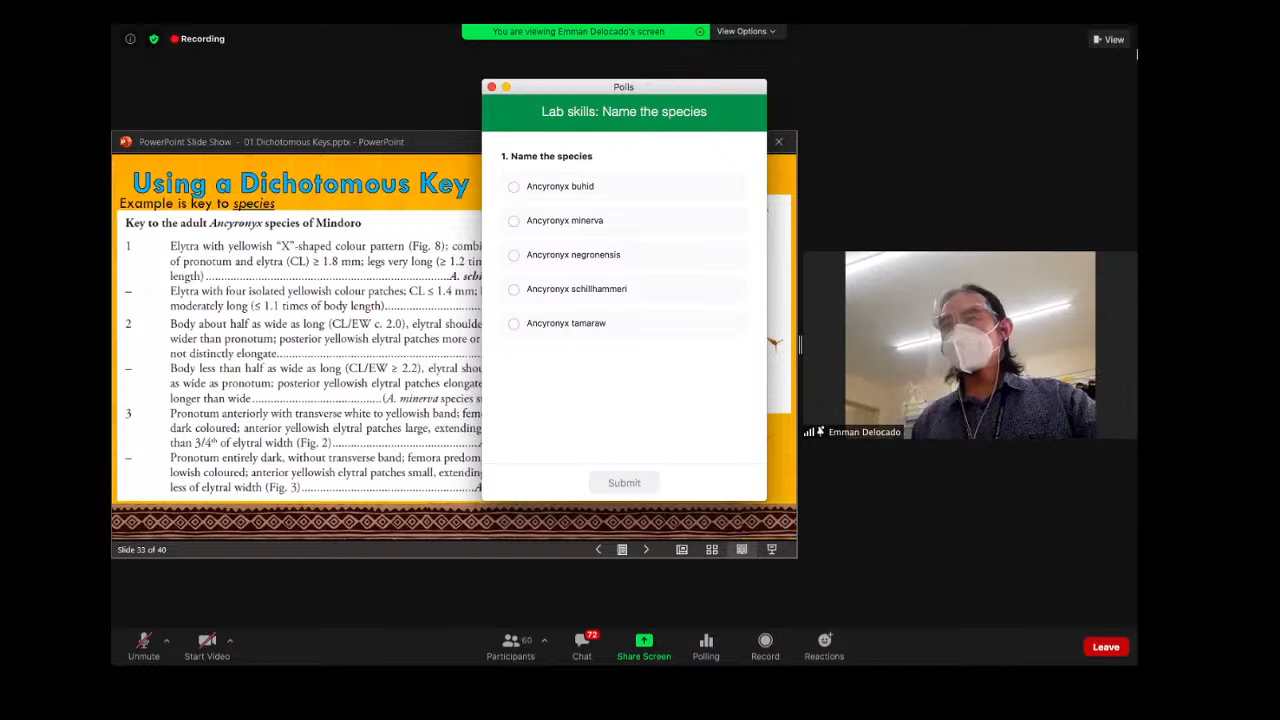 You are viewing Emman Delocado's screen
View Options
Recording
View
Polls
Lab skills: Name the species
1. Name the species
Ancyronyx buhid
Ancyronyx minerva
Ancyronyx negronensis
Ancyronyx schillhammeri
Ancyronyx tamaraw
Submit
PowerPoint Slide Show - 01 Dichotomous Keys.pptx - PowerPoint
Using a Dichotomous Key
Example is key to species
Key to the adult Ancyronyx species of Mindoro
1 Elytra with yellowish “X”-shaped colour pattern (Fig. 8); combi
of pronotum and elytra (CL) ≥ 1.8 mm; legs very long (≥ 1.2 tim
length)...A. schi
– Elytra with four isolated yellowish colour patches; CL ≤ 1.4 mm; l
moderately long (≤ 1.1 times of body length)...
2 Body about half as wide as long (CL/EW c. 2.0), elytral shoulde
wider than pronotum; posterior yellowish elytral patches more or
not distinctly elongate...
– Body less than half as wide as long (CL/EW ≥ 2.2), elytral shou
as wide as pronotum; posterior yellowish elytral patches elongate
longer than wide...(A. minerva species s
3 Pronotum anteriorly with transverse white to yellowish band; fem
dark coloured; anterior yellowish elytral patches large, extending
than 3/4th of elytral width (Fig. 2)...
– Pronotum entirely dark, without transverse band; femora predom
lowish coloured; anterior yellowish elytral patches small, extending
less of elytral width (Fig. 3)...A
Slide 33 of 40
Emman Delocado
Unmute
Start Video
Participants 60
Chat 72
Share Screen
Polling
Record
Reactions
Leave